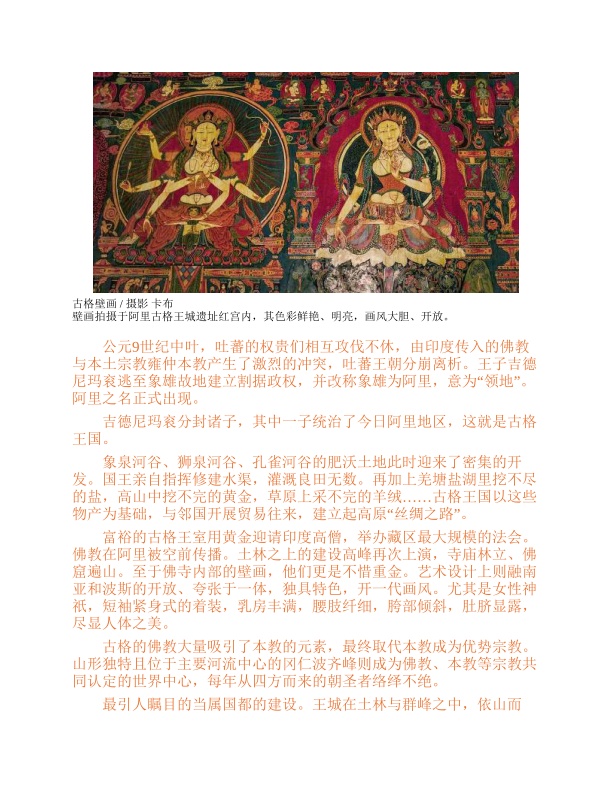 古格壁画 / 摄影 卡布
壁画拍摄于阿里古格王城遗址红宫内，其色彩鲜艳、明亮，画风大胆、开放。
公元9世纪中叶，吐蕃的权贵们相互攻伐不休，由印度传入的佛教
与本土宗教雍仲本教产生了激烈的冲突，吐蕃王朝分崩离析。王子吉德
尼玛衮逃至象雄故地建立割据政权，并改称象雄为阿里，意为“领地”。
阿里之名正式出现。
吉德尼玛衮分封诸子，其中一子统治了今日阿里地区，这就是古格
王国。
象泉河谷、狮泉河谷、孔雀河谷的肥沃土地此时迎来了密集的开
发。国王亲自指挥修建水渠，灌溉良田无数。再加上羌塘盐湖里挖不尽
的盐，高山中挖不完的黄金，草原上采不完的羊绒……古格王国以这些
物产为基础，与邻国开展贸易往来，建立起高原“丝绸之路”。
富裕的古格王室用黄金迎请印度高僧，举办藏区最大规模的法会。
佛教在阿里被空前传播。土林之上的建设高峰再次上演，寺庙林立、佛
窟遍山。至于佛寺内部的壁画，他们更是不惜重金。艺术设计上则融南
亚和波斯的开放、夸张于一体，独具特色，开一代画风。尤其是女性神
祇，短袖紧身式的着装，乳房丰满，腰肢纤细，胯部倾斜，肚脐显露，
尽显人体之美。
古格的佛教大量吸引了本教的元素，最终取代本教成为优势宗教。
山形独特且位于主要河流中心的冈仁波齐峰则成为佛教、本教等宗教共
同认定的世界中心，每年从四方而来的朝圣者络绎不绝。
最引人瞩目的当属国都的建设。王城在土林与群峰之中，依山而